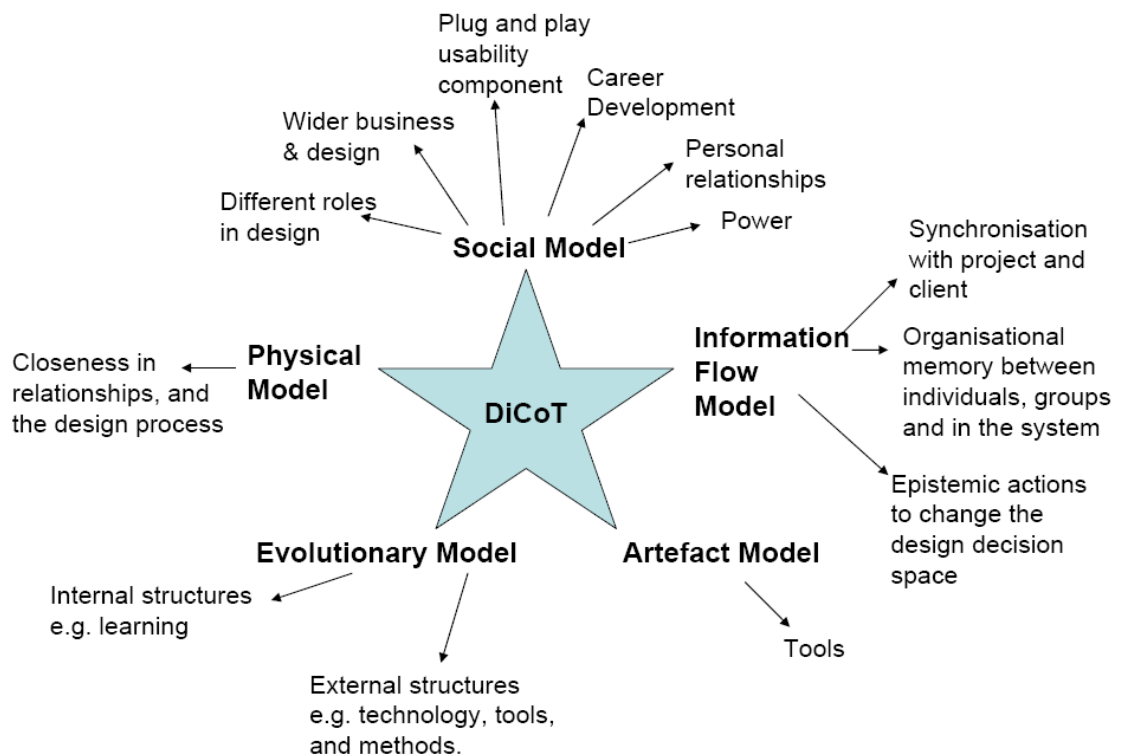 Plug and play
usability
component
Career
Development
Wider business
& design
Personal
relationships
Different roles
in design
Power
Social Model
Synchronisation
with project and
client
Information
Flow
Model
Organisational
memory between
individuals, groups
and in the system
Epistemic actions
to change the
design decision
space
Physical
Model
Closeness in
relationships, and
the design process
DiCoT
Evolutionary Model
Internal structures
e.g. learning
External structures
e.g. technology, tools,
and methods.
Artefact Model
Tools